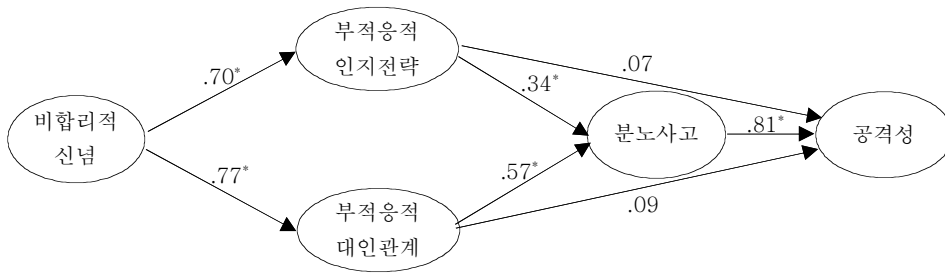 부적응적
인지전략
.07
.70*
.34*
비합리적
신념
분노사고
.81*
공격성
.77*
.57*
부적응적
대인관계
.09